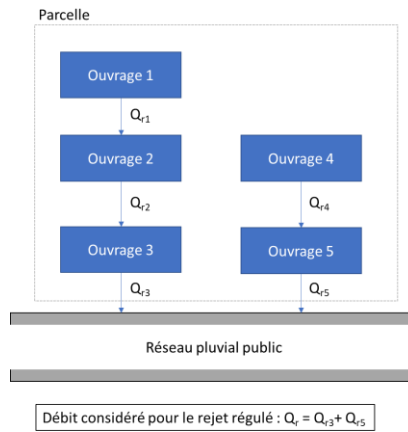 Parcelle
Ouvrage 1
Qr1
Ouvrage 2
Ouvrage 4
Qr2
Qr4
Ouvrage 3
Ouvrage 5
Qr3
Qr5
Réseau pluvial public
Débit considéré pour le rejet régulé : Qr = Qr3+ Qr5